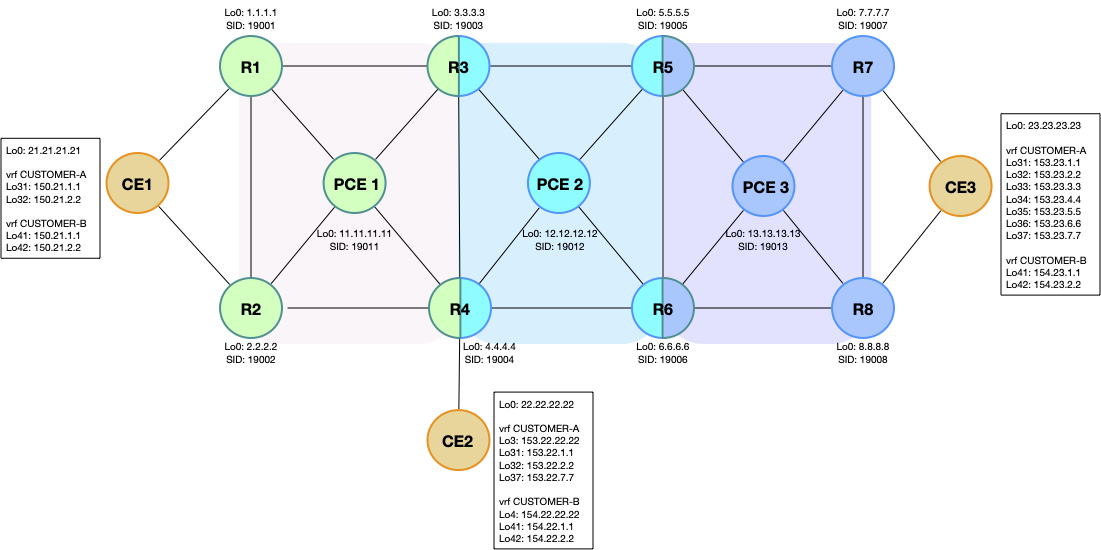 Lo0: 1.1.1.1
SID: 19001
Lo0: 3.3.3.3
SID: 19003
Lo0: 5.5.5.5
SID: 19005
Lo0: 7.7.7.7
SID: 19007
R1
R3
R5
R7
Lo0: 21.21.21.21
vrf CUSTOMER-A
Lo31: 150.21.1.1
Lo32: 150.21.2.2
vrf CUSTOMER-B
Lo41: 150.21.1.1
Lo42: 150.21.2.2
CE1
PCE 1
Lo0: 11.11.11.11
SID: 19011
PCE 2
Lo0: 12.12.12.12
SID: 19012
PCE 3
Lo0: 13.13.13.13
SID: 19013
CE3
Lo0: 23.23.23.23
vrf CUSTOMER-A
Lo31: 153.23.1.1
Lo32: 153.23.2.2
Lo33: 153.23.3.3
Lo34: 153.23.4.4
Lo35: 153.23.5.5
Lo36: 153.23.6.6
Lo37: 153.23.7.7
vrf CUSTOMER-B
Lo41: 154.23.1.1
Lo42: 154.23.2.2
R2
R4
R6
R8
Lo0: 2.2.2.2
SID: 19002
Lo0: 4.4.4.4
SID: 19004
Lo0: 6.6.6.6
SID: 19006
Lo0: 8.8.8.8
SID: 19008
CE2
Lo0: 22.22.22.22
vrf CUSTOMER-A
Lo3: 153.22.22.22
Lo31: 153.22.1.1
Lo32: 153.22.2.2
Lo37: 153.22.7.7
vrf CUSTOMER-B
Lo4: 154.22.22.22
Lo41: 154.22.1.1
Lo42: 154.22.2.2